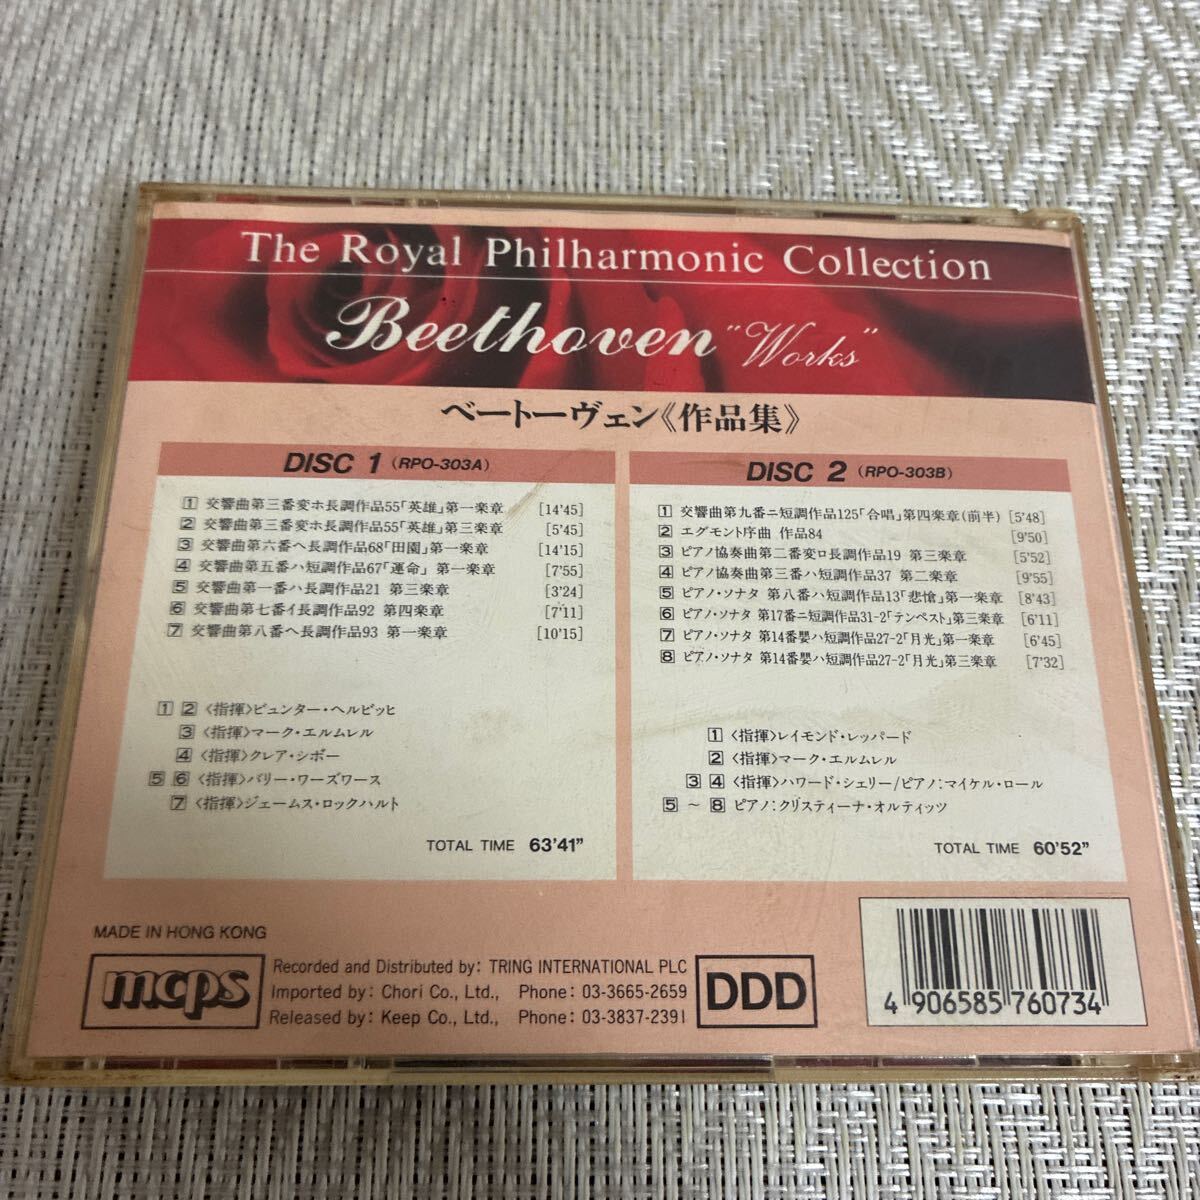 The Royal Philharmonic Collection
Beethoven "Works"
ベートーヴェン《作品集》
DISC 1 (RPO-303A)
1 交響曲第三番変ホ長調作品55「英雄」第一楽章 [14'45]
2 交響曲第三番変ホ長調作品55「英雄」第三楽章 [5'45]
3 交響曲第六番ヘ長調作品68「田園」第一楽章 [14'15]
4 交響曲第五番ハ短調作品67「運命」 第一楽章 [7'55]
5 交響曲第一番ハ長調作品21 第三楽章 [3'24]
6 交響曲第七番イ長調作品92 第四楽章 [7'11]
7 交響曲第八番ヘ長調作品93 第一楽章 [10'15]
1 2 〈指揮〉ビュンター・ヘルビッヒ
3 〈指揮〉マーク・エルムレル
4 〈指揮〉クレア・シボー
5 6 〈指揮〉バリー・ワーズワース
7 〈指揮〉ジェームス・ロックハルト
TOTAL TIME 63'41"
DISC 2 (RPO-303B)
1 交響曲第九番ニ短調作品125「合唱」第四楽章(前半) [5'48]
2 エグモント序曲 作品84 [9'50]
3 ピアノ協奏曲第二番変ロ長調作品19 第三楽章 [5'52]
4 ピアノ協奏曲第三番ハ短調作品37 第二楽章 [9'55]
5 ピアノ・ソナタ 第八番ハ短調作品13「悲愴」第一楽章 [8'43]
6 ピアノ・ソナタ 第17番ニ短調作品31-2「テンペスト」第三楽章 [6'11]
7 ピアノ・ソナタ 第14番嬰ハ短調作品27-2「月光」第一楽章 [6'45]
8 ピアノ・ソナタ 第14番嬰ハ短調作品27-2「月光」第三楽章 [7'32]
1 〈指揮〉レイモンド・レッパード
2 〈指揮〉マーク・エルムレル
3 4 〈指揮〉ハワード・シェリー/ピアノ:マイケル・ロール
5 ～ 8 ピアノ:クリスティーナ・オルティッツ
TOTAL TIME 60'52"
MADE IN HONG KONG
mcps
Recorded and Distributed by: TRING INTERNATIONAL PLC
Imported by: Chori Co., Ltd., Phone: 03-3665-2659
Released by: Keep Co., Ltd., Phone: 03-3837-2391
DDD
4 906585 760734